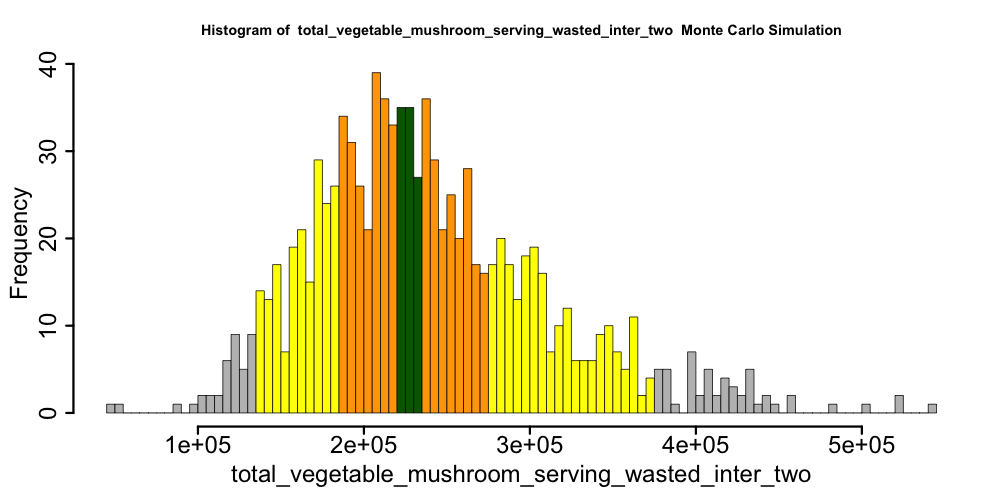 Histogram of  total_vegetable_mushroom_serving_wasted_inter_two  Monte Carlo Simulation
40
30
20
10
0
Frequency
1e+05 2e+05 3e+05 4e+05 5e+05
total_vegetable_mushroom_serving_wasted_inter_two